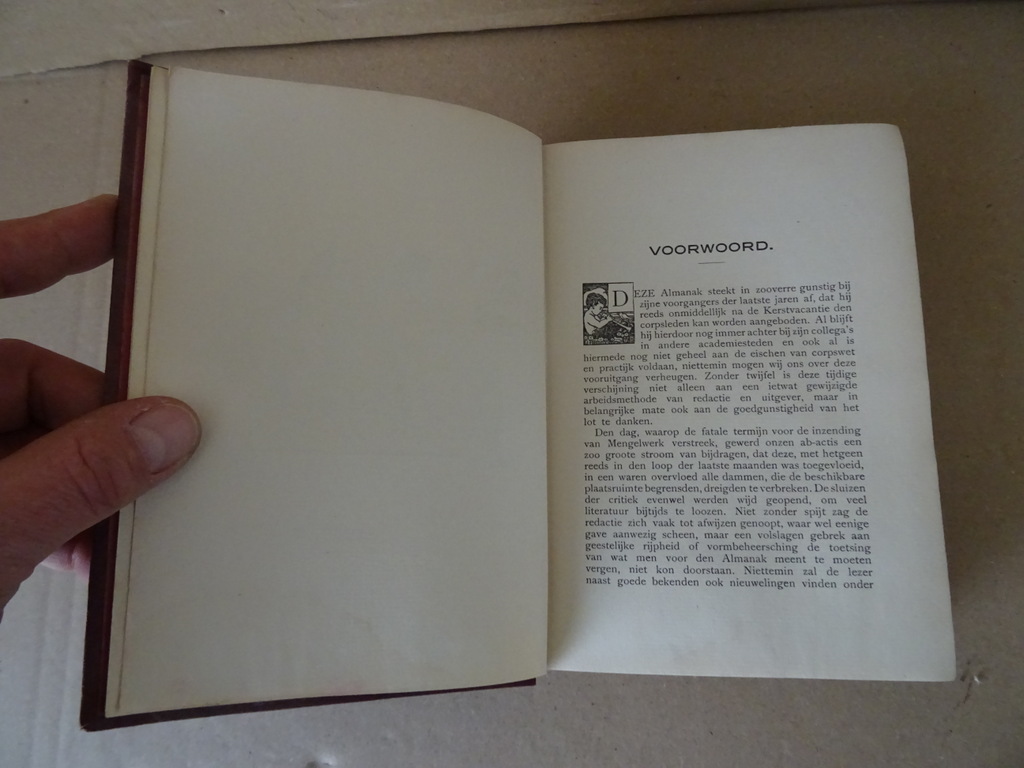 VOORWOORD.
DEZE Almanak steekt in zooverre gunstig bij
zijne voorgangers der laatste jaren af, dat hij
reeds onmiddellijk na de Kerstvacantie den
corpsleden kan worden aangeboden. Al blijft
hij hierdoor nog immer achter bij zijn collega's
in andere academiesteden en ook al is
hiermede nog niet geheel aan de eischen van corpswet
en practijk voldaan, niettemin mogen wij ons over deze
vooruitgang verheugen. Zonder twijfel is deze tijdige
verschijning niet alleen aan een ietwat gewijzigde
arbeidsmethode van redactie en uitgever, maar in
belangrijke mate ook aan de goedgunstigheid van het
lot te danken.
Den dag, waarop de fatale termijn voor de inzending
van Mengelwerk verstreek, gewerd onzen ab-actis een
zoo groote stroom van bijdragen, dat deze, met hetgeen
reeds in den loop der laatste maanden was toegevloeid,
in een waren overvloed alle dammen, die de beschikbare
plaatsruimte begrensden, dreigden te verbreken. De sluizen
der critiek evenwel werden wijd geopend, om veel
literatuur bijtijds te loozen. Niet zonder spijt zag de
redactie zich vaak tot afwijzen genoopt, waar wel eenige
gave aanwezig scheen, maar een volslagen gebrek aan
geestelijke rijpheid of vormbeheersching de toetsing
van wat men voor den Almanak meent te moeten
vergen, niet kon doorstaan. Niettemin zal de lezer
naast goede bekenden ook nieuwelingen vinden onder